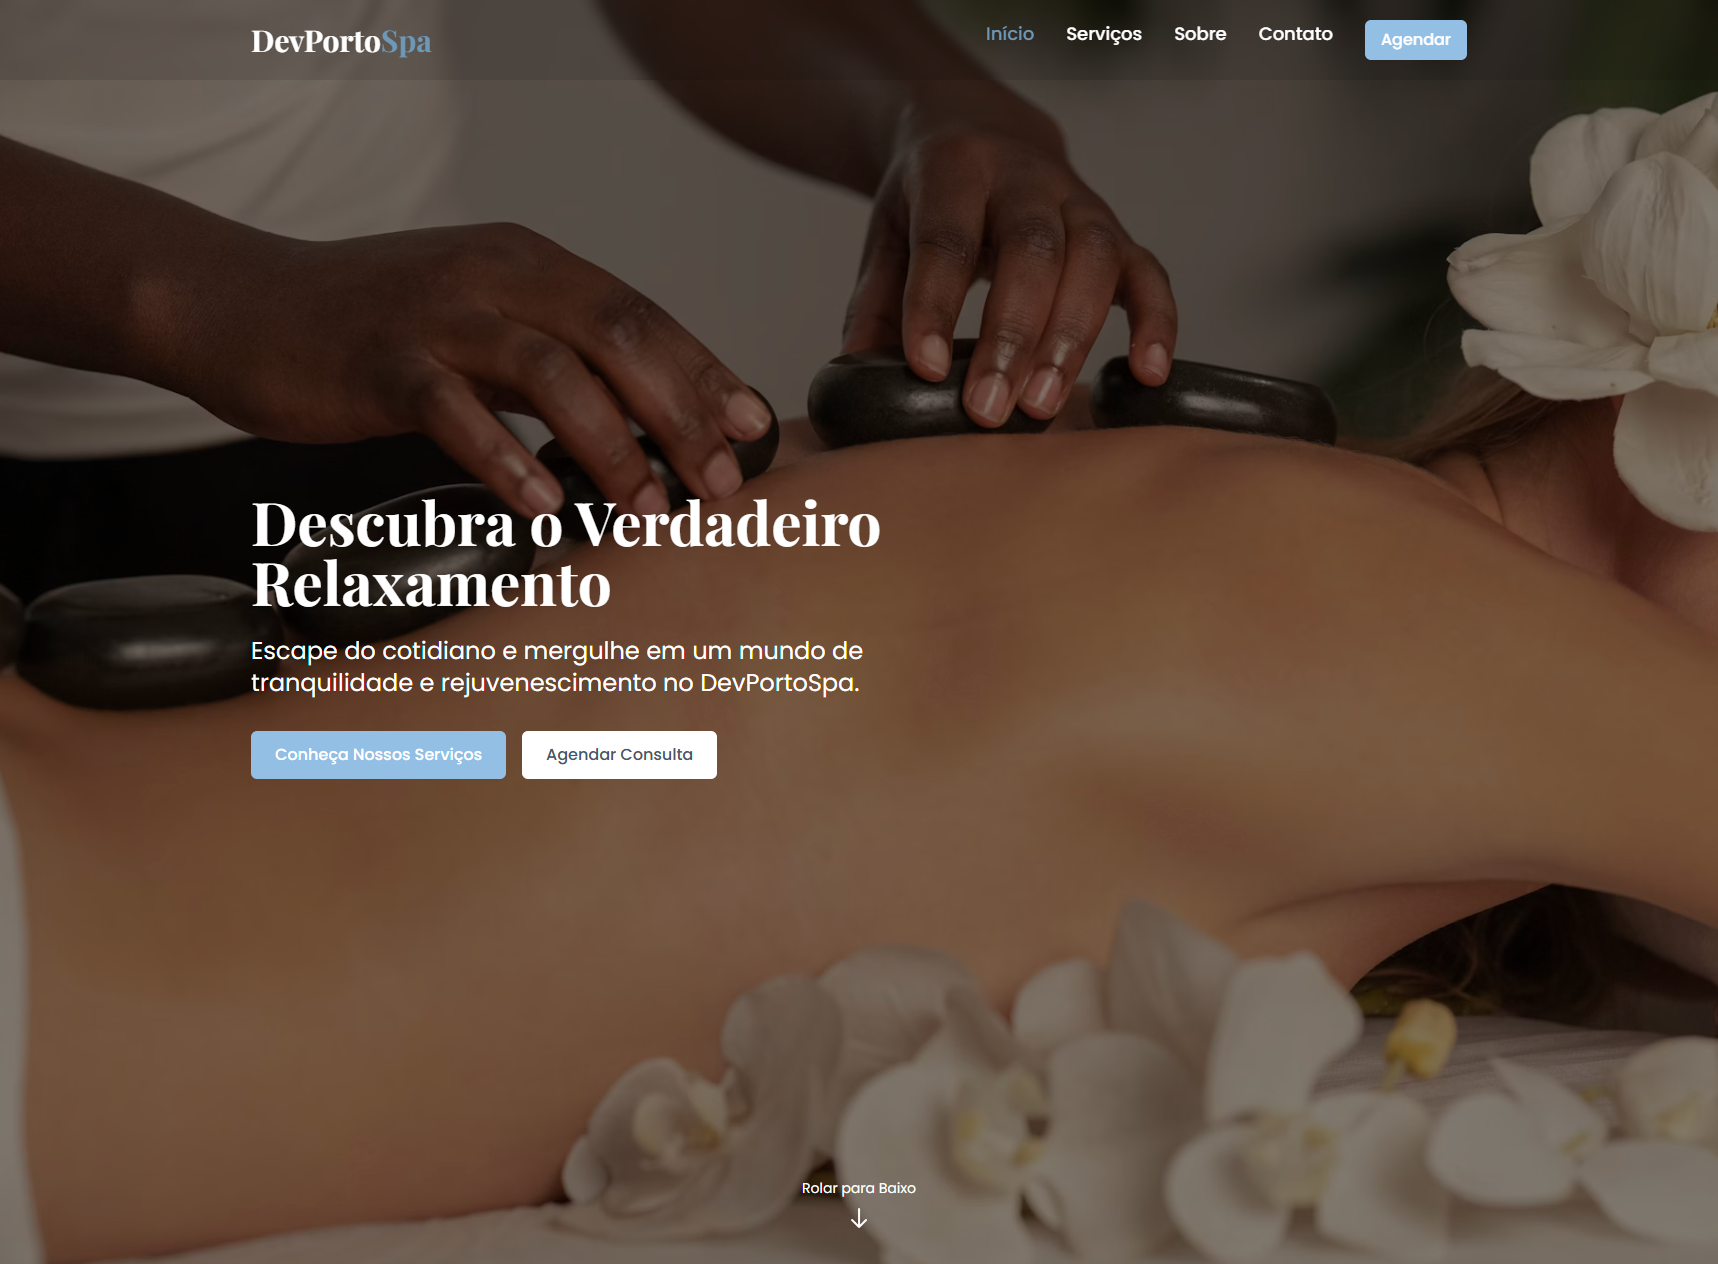 DevPortoSpa
Início
Serviços
Sobre
Contato
Agendar
Descubra o Verdadeiro
Relaxamento
Escape do cotidiano e mergulhe em um mundo de
tranquilidade e rejuvenescimento no DevPortoSpa.
Conheça Nossos Serviços
Agendar Consulta
Rolar para Baixo